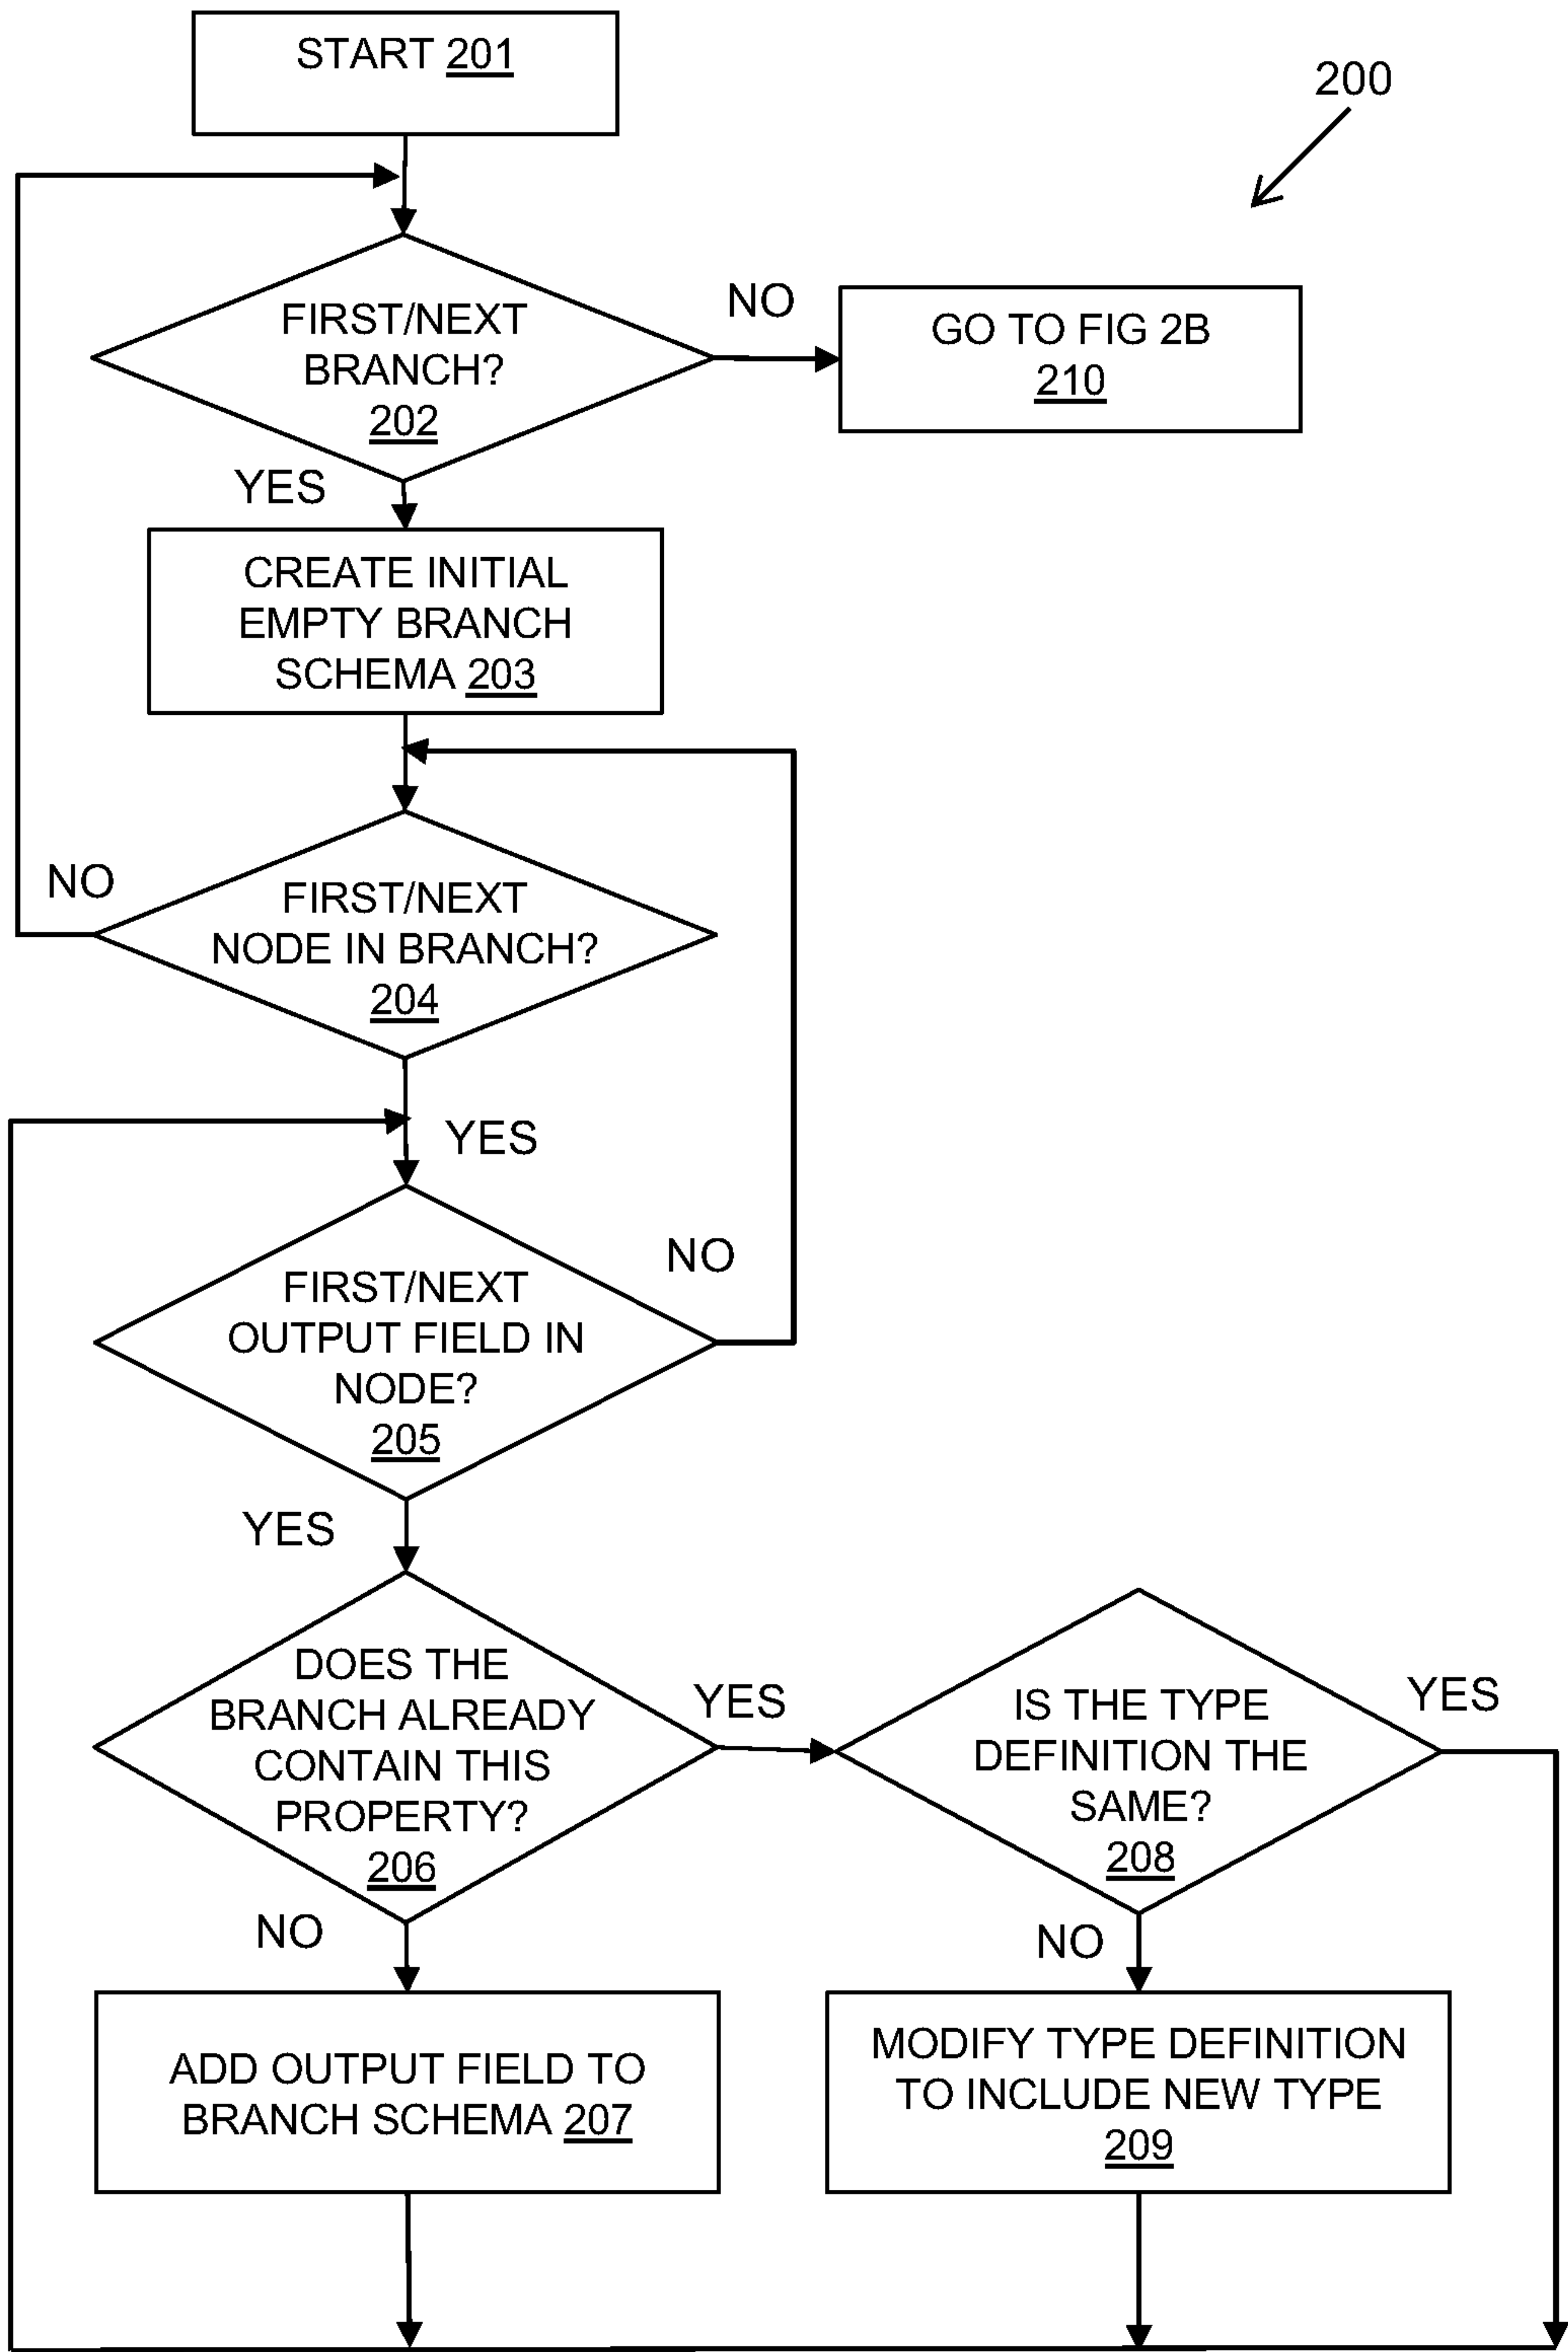 START 201
200
FIRST/NEXT
BRANCH?
202
NO
GO TO FIG 2B
210
YES
CREATE INITIAL
EMPTY BRANCH
SCHEMA 203
NO
FIRST/NEXT
NODE IN BRANCH?
204
YES
FIRST/NEXT
OUTPUT FIELD IN
NODE?
205
NO
YES
DOES THE
BRANCH ALREADY
CONTAIN THIS
PROPERTY?
206
YES
IS THE TYPE
DEFINITION THE
SAME?
208
YES
NO
NO
ADD OUTPUT FIELD TO
BRANCH SCHEMA 207
MODIFY TYPE DEFINITION
TO INCLUDE NEW TYPE
209